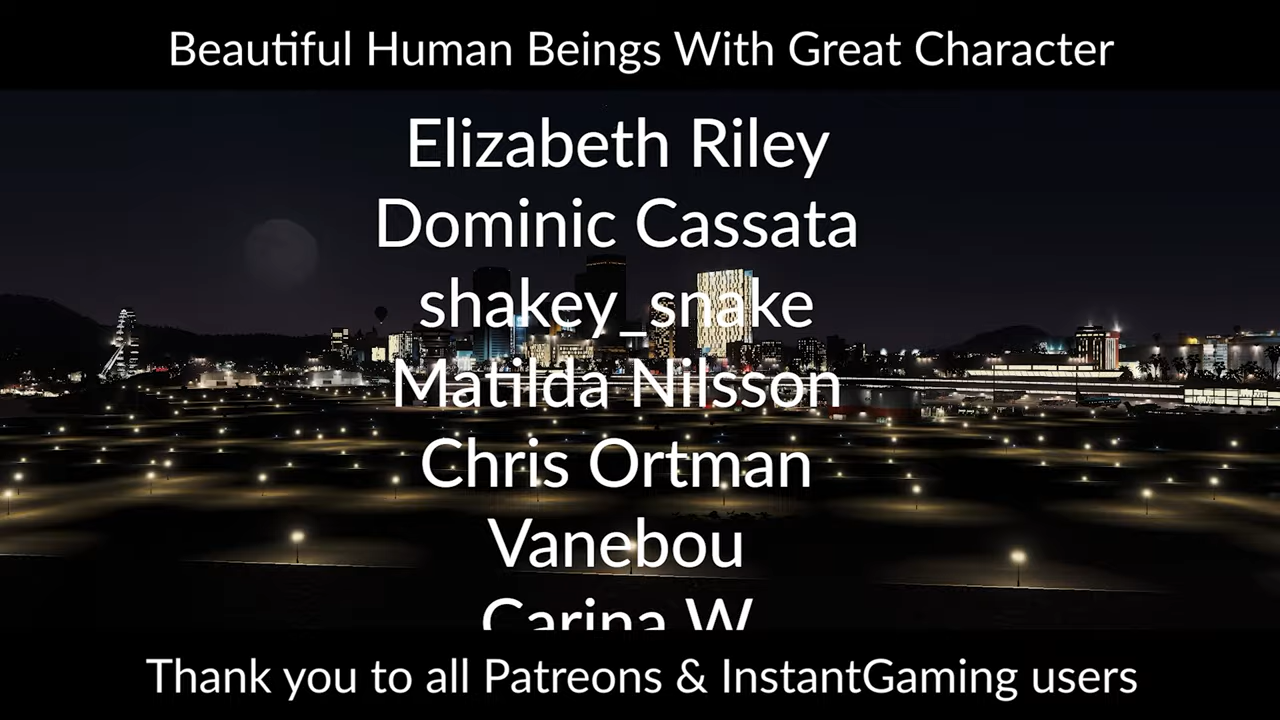 Beautiful Human Beings With Great Character
Elizabeth Riley
Dominic Cassata
shakey_snake
Matilda Nilsson
Chris Ortman
Vanebou
Carina W
Thank you to all Patreons & InstantGaming users